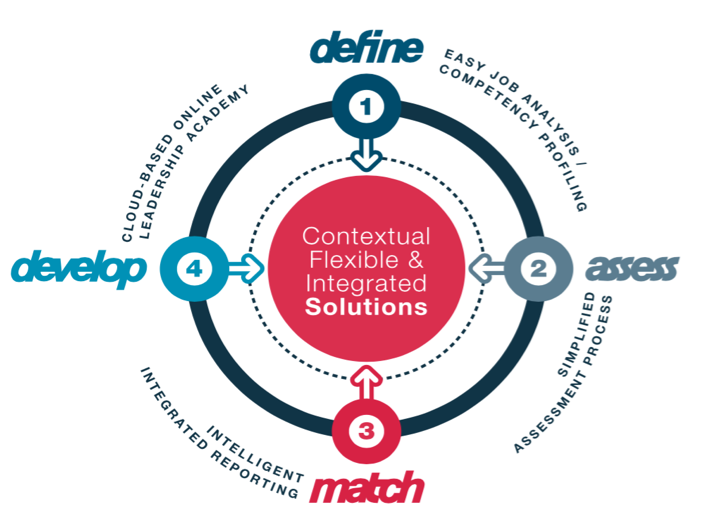 define
1
EASY JOB ANALYSIS /
COMPETENCY PROFILING
2
assess
SIMPLIFIED
ASSESSMENT PROCESS
3
match
INTELLIGENT
INTEGRATED REPORTING
4
develop
CLOUD-BASED ONLINE
LEADERSHIP ACADEMY
Contextual
Flexible &
Integrated
Solutions